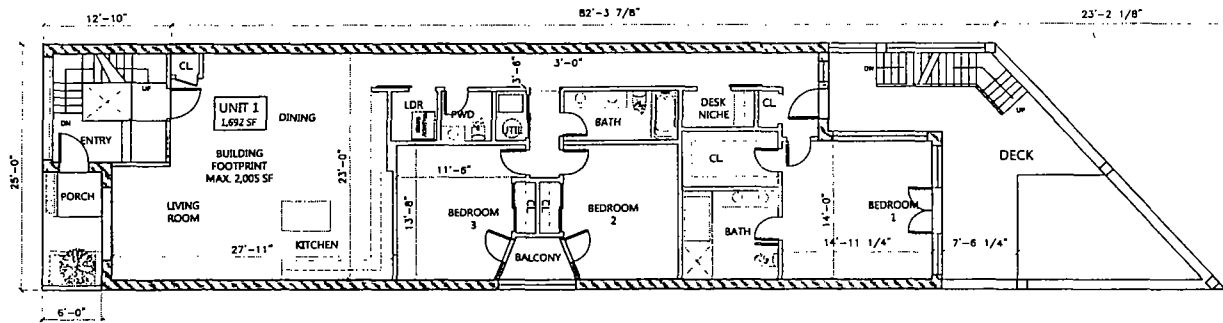 12'-10"
82'-3 7/8"
23'-2 1/8"
CL
UP
UNIT 1
1,692 SF
DINING
DN
ENTRY
BUILDING
FOOTPRINT
MAX. 2,005 SF
3'-6"
3'-0"
LDR
PWD
UTIL
BATH
DESK
NICHE
CL
DN
UP
DECK
25'-0"
23'-0"
PORCH
LIVING
ROOM
27'-11"
KITCHEN
11'-6"
13'-8"
BEDROOM
3
CL
CL
BEDROOM
2
BALCONY
CL
BATH
14'-0"
BEDROOM
1
14'-11 1/4"
7'-6 1/4"
6'-0"